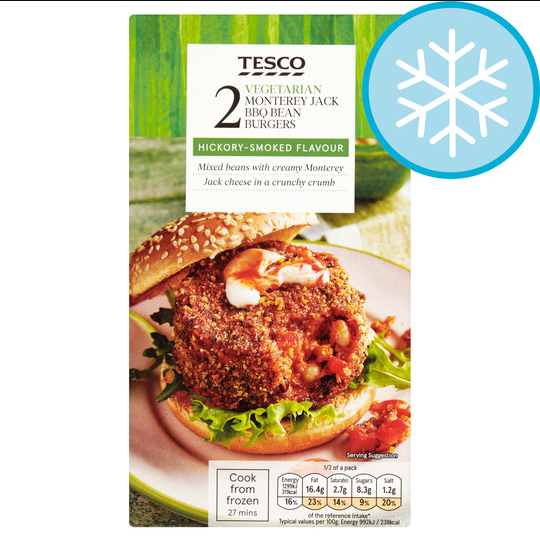 TESCO
2 VEGETARIAN
MONTEREY JACK
BBQ BEAN
BURGERS
HICKORY-SMOKED FLAVOUR
Mixed beans with creamy Monterey
Jack cheese in a crunchy crumb
Serving Suggestion
Cook
from
frozen
27 mins
1/2 of a pack
Energy Fat Saturates Sugars Salt
1299kJ
311kcal 16.4g 2.7g 8.3g 1.2g
16% 23% 14% 9% 20%
of the reference intake*
Typical values per 100g: Energy 992kJ / 238kcal